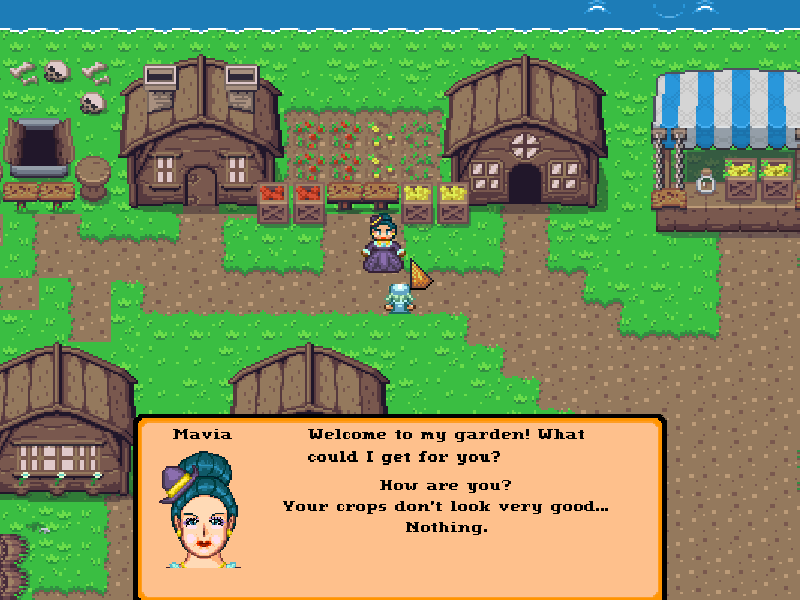 Mavia
Welcome to my garden! What
could I get for you?
How are you?
Your crops don't look very good...
Nothing.